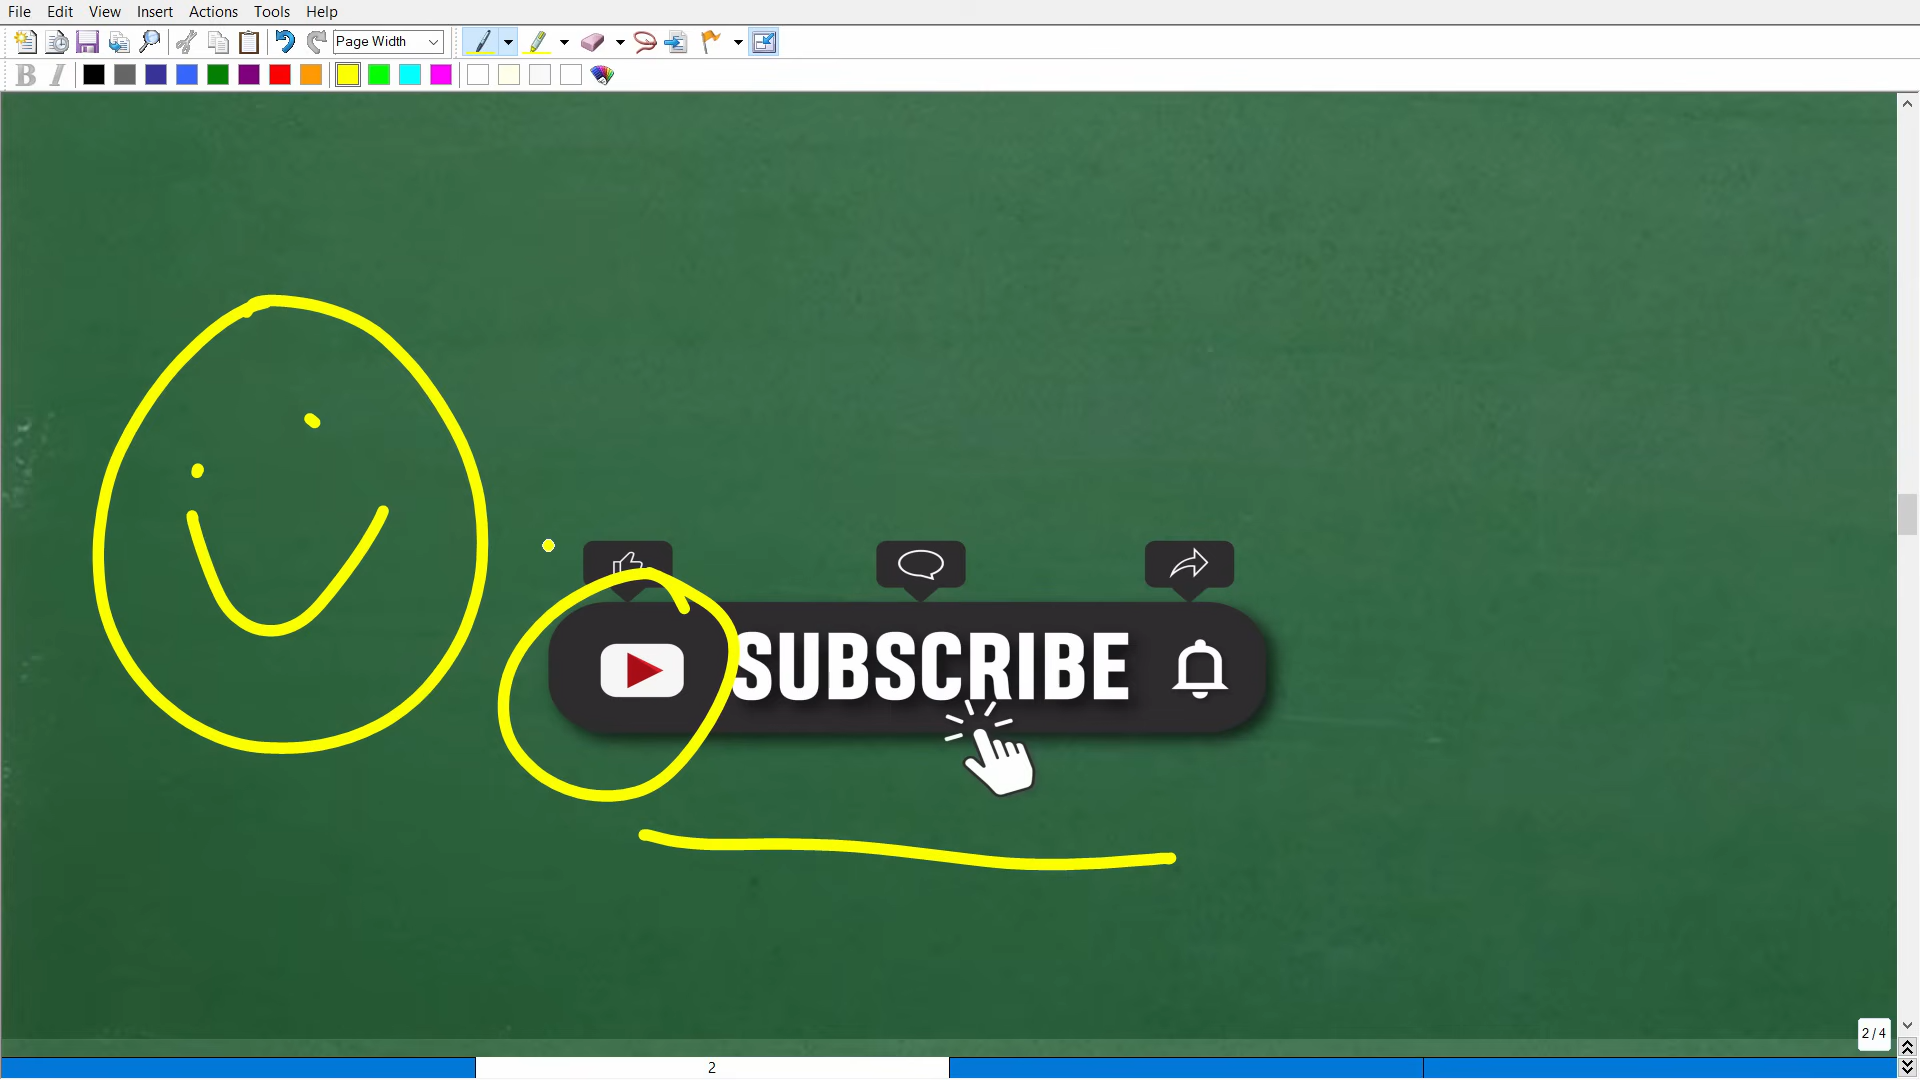 File Edit View Insert Actions Tools Help
Page Width
B I
SUBSCRIBE
2 / 4
2